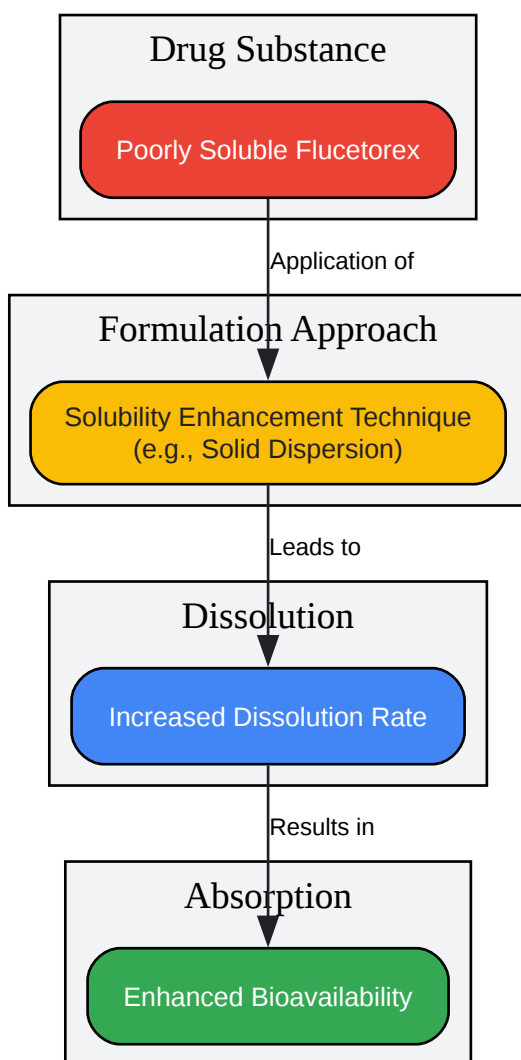 Drug Substance
Poorly Soluble Flucetorex
Application of
Formulation Approach
Solubility Enhancement Technique
(e.g., Solid Dispersion)
Leads to
Dissolution
Increased Dissolution Rate
Results in
Absorption
Enhanced Bioavailability